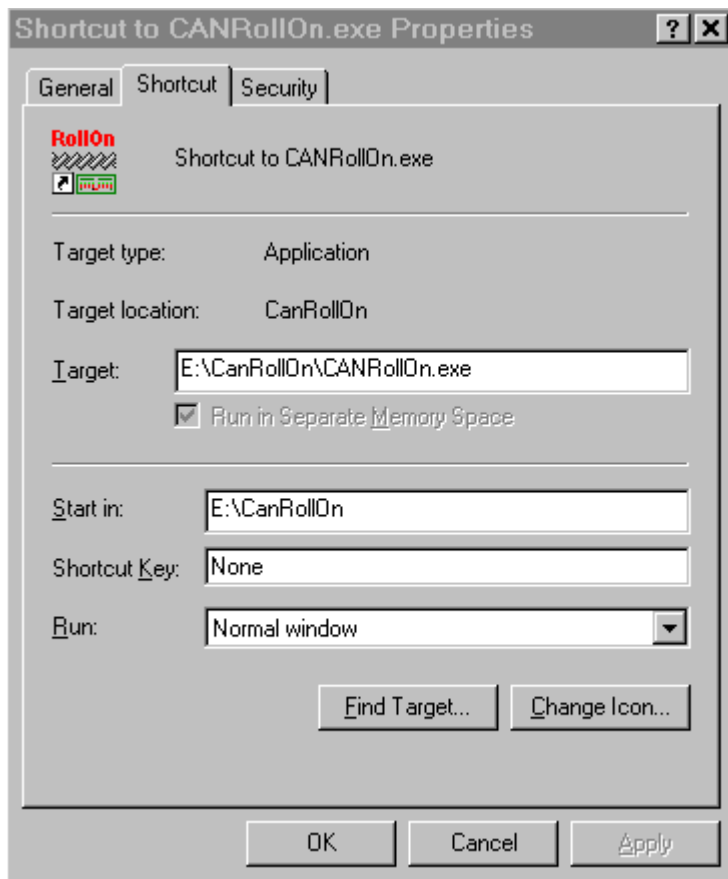 Shortcut to CANRollOn.exe Properties
General Shortcut Security
RollOn
Shortcut to CANRollOn.exe
Target type: Application
Target location: CanRollOn
Target: E:\CanRollOn\CANRollOn.exe
Run in Separate Memory Space
Start in: E:\CanRollOn
Shortcut Key: None
Run: Normal window
Find Target... Change Icon...
OK Cancel Apply